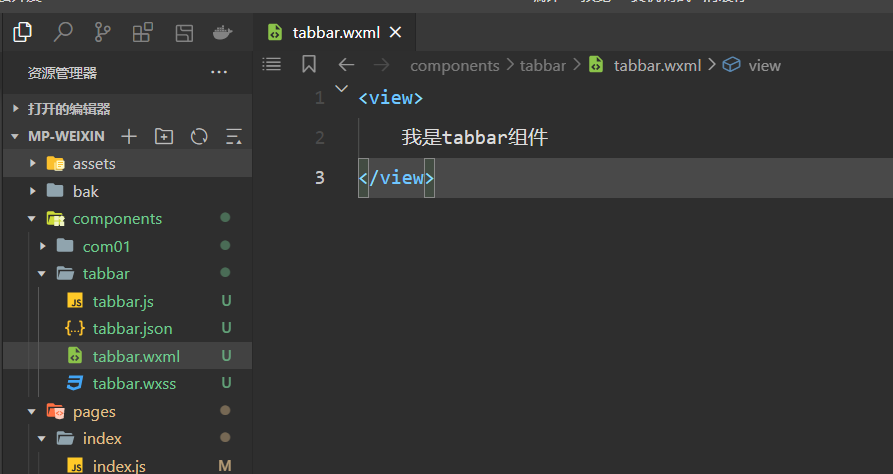 tabbar.wxml
资源管理器 ···
components > tabbar > tabbar.wxml > view
打开的编辑器
MP-WEIXIN
assets
bak
components
com01
tabbar
JS tabbar.js U
{..} tabbar.json U
tabbar.wxml U
tabbar.wxss U
pages
index
JS index.js M
1 <view>
2 我是tabbar组件
3 </view>